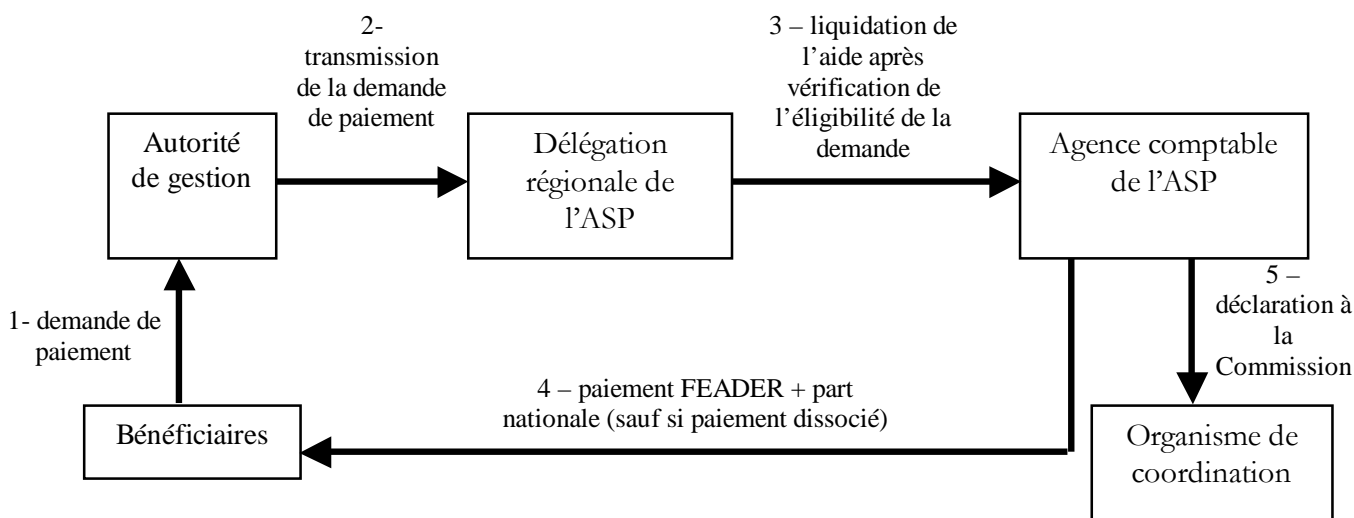 2-
transmission
de la demande
de paiement
3 – liquidation de
l’aide après
vérification de
l’éligibilité de la
demande
Autorité
de gestion
Délégation
régionale de
l’ASP
Agence comptable
de l’ASP
1- demande de
paiement
5 –
déclaration à
la
Commission
4 – paiement FEADER + part
nationale (sauf si paiement dissocié)
Bénéficiaires
Organisme de
coordination